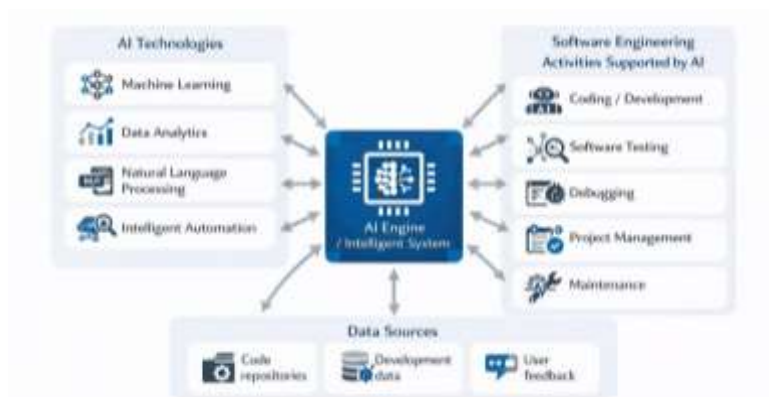 AI Technologies
Machine Learning
Data Analytics
Natural Language
Processing
Intelligent Automation
AI Engine
/ Intelligent System
Software Engineering
Activities Supported by AI
AI
Coding / Development
Software Testing
Debugging
Project Management
Maintenance
Data Sources
Code
repositories
Development
data
User
feedback